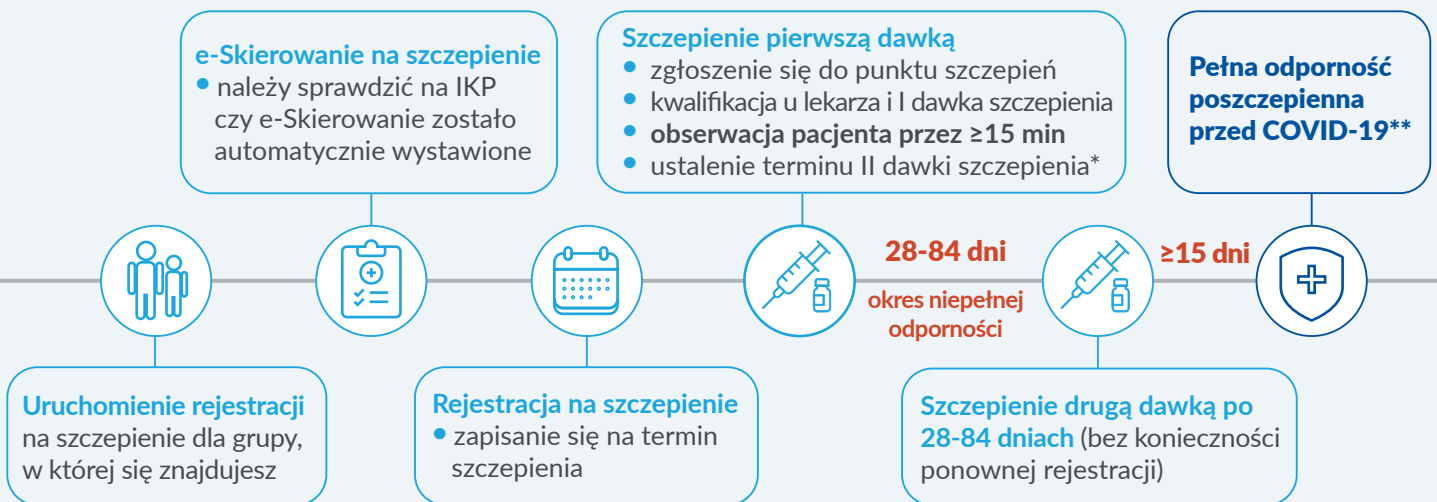 Uruchomienie rejestracji
na szczepienie dla grupy,
w której się znajdujesz
e-Skierowanie na szczepienie
• należy sprawdzić na IKP
czy e-Skierowanie zostało
automatycznie wystawione
Rejestracja na szczepienie
• zapisanie się na termin
szczepienia
Szczepienie pierwszą dawką
• zgłoszenie się do punktu szczepień
• kwalifikacja u lekarza i I dawka szczepienia
• obserwacja pacjenta przez ≥15 min
• ustalenie terminu II dawki szczepienia*
28-84 dni
okres niepełnej
odporności
Szczepienie drugą dawką po
28-84 dniach (bez konieczności
ponownej rejestracji)
≥15 dni
Pełna odporność
poszczepienna
przed COVID-19**